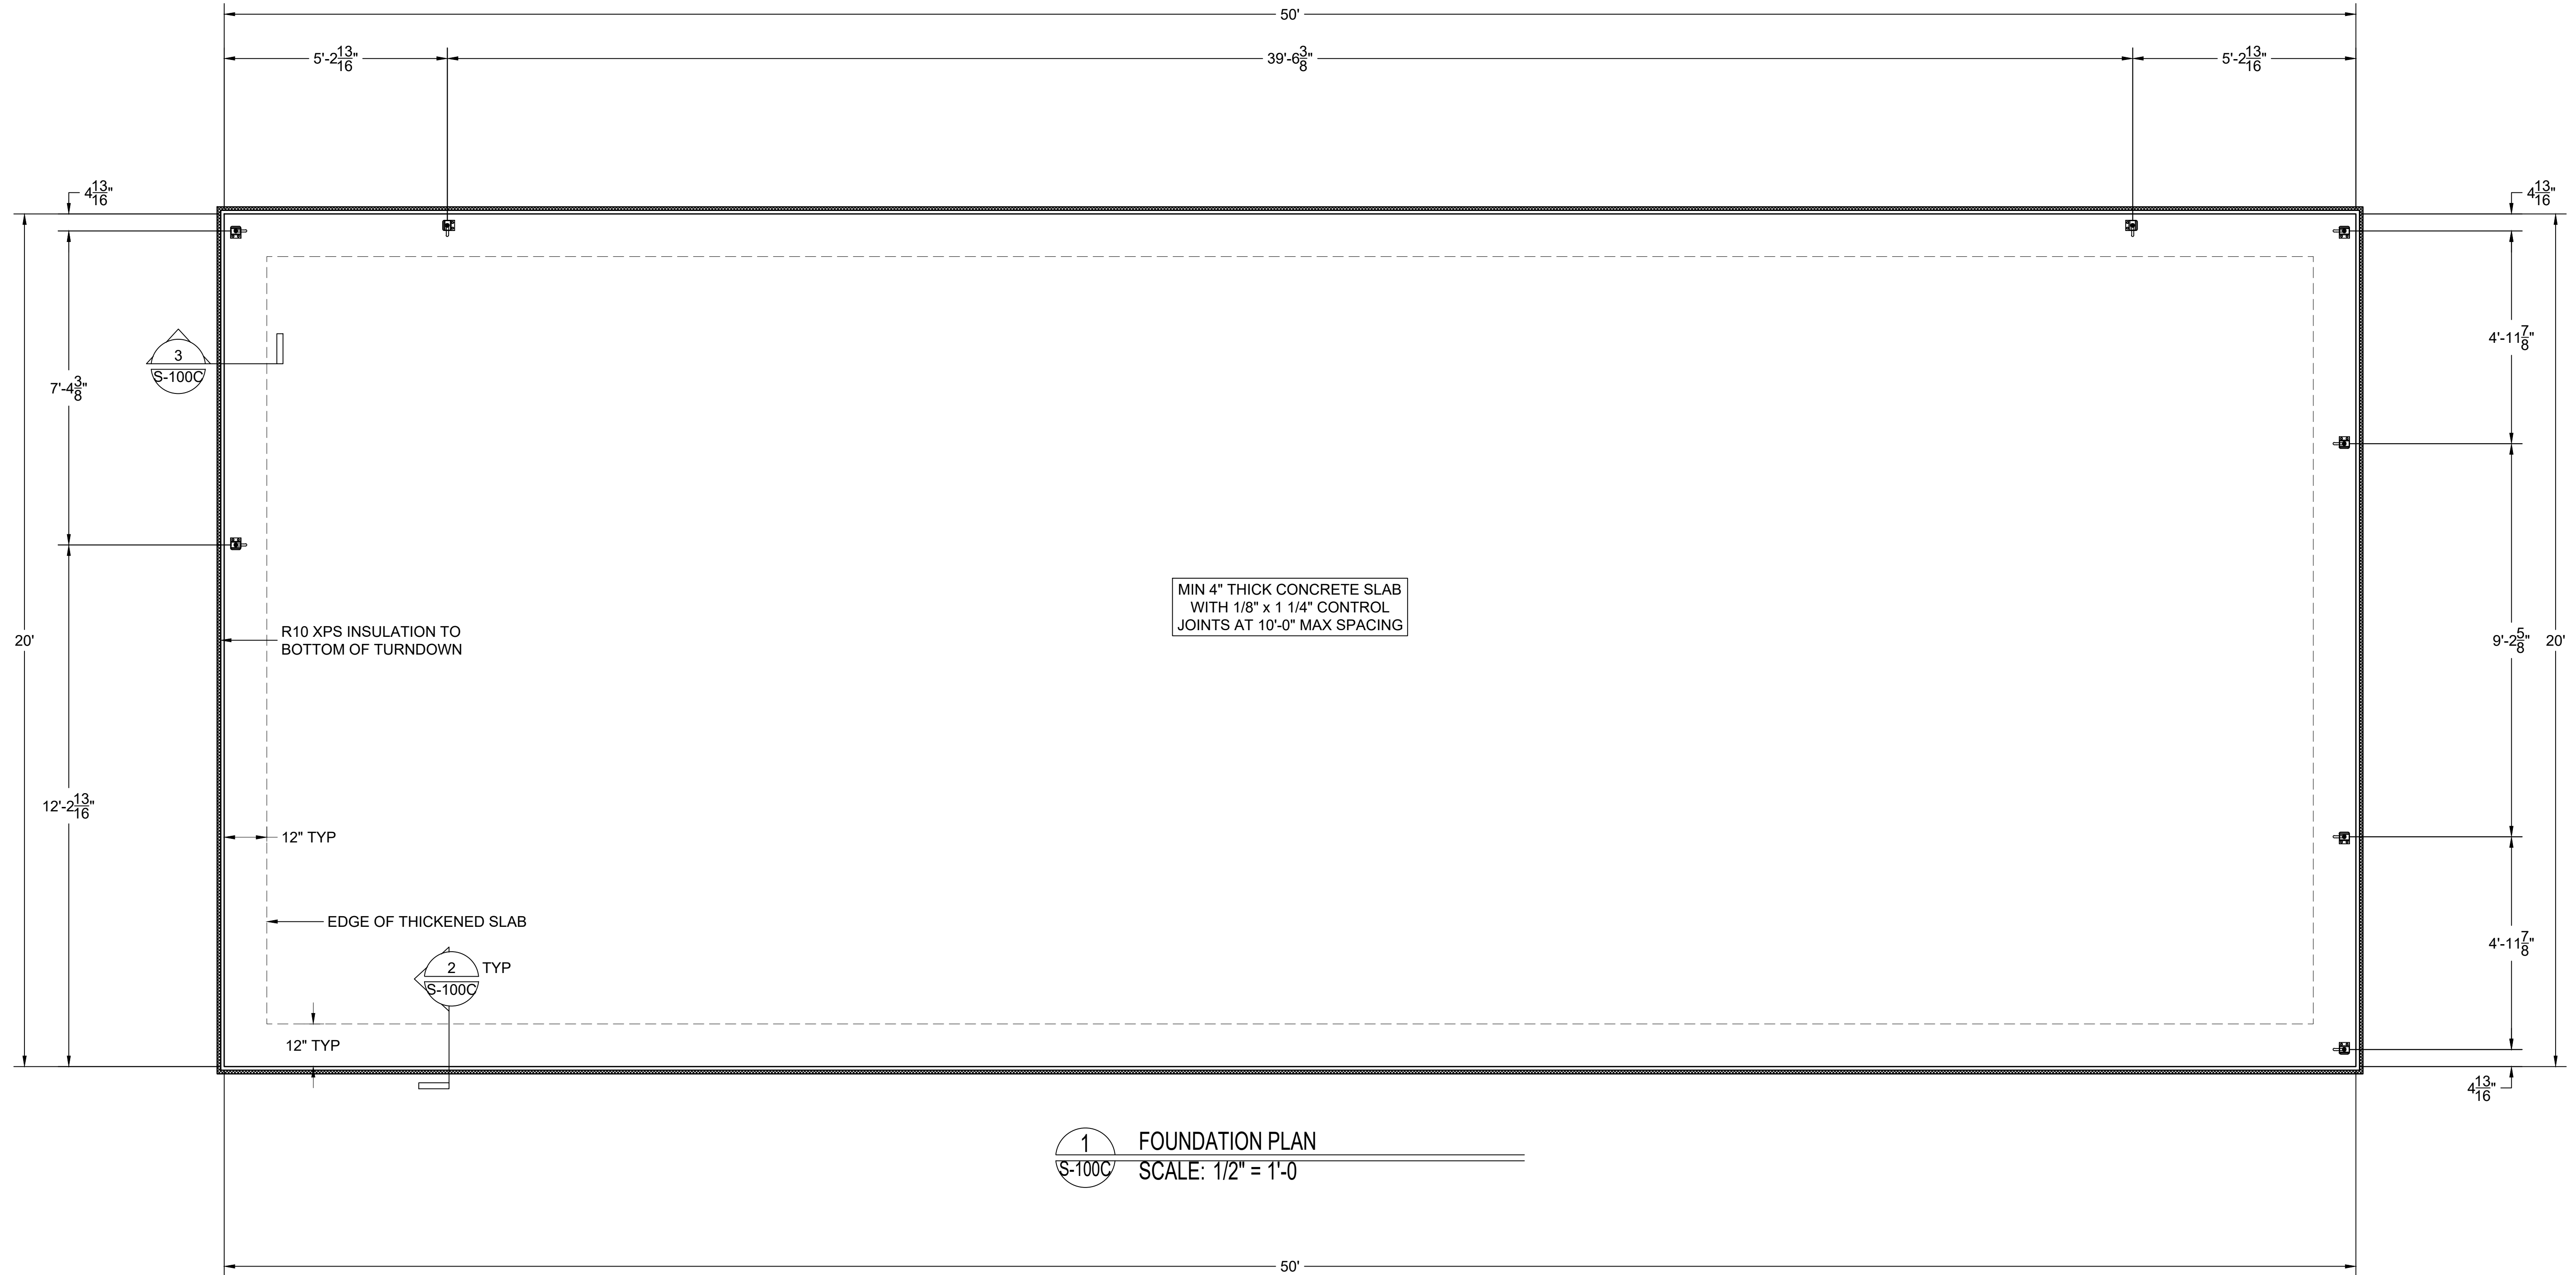 50'
5'-2 13/16"
39'-6 3/8"
5'-2 13/16"
4 13/16"
4 13/16"
3
S-100C
7'-4 3/8"
4'-11 7/8"
MIN 4" THICK CONCRETE SLAB
WITH 1/8" x 1 1/4" CONTROL
JOINTS AT 10'-0" MAX SPACING
R10 XPS INSULATION TO
BOTTOM OF TURNDOWN
20'
9'-2 5/8"
20'
12'-2 13/16"
12" TYP
EDGE OF THICKENED SLAB
4'-11 7/8"
2
S-100C
TYP
12" TYP
4 13/16"
1
S-100C
FOUNDATION PLAN
SCALE: 1/2" = 1'-0
50'